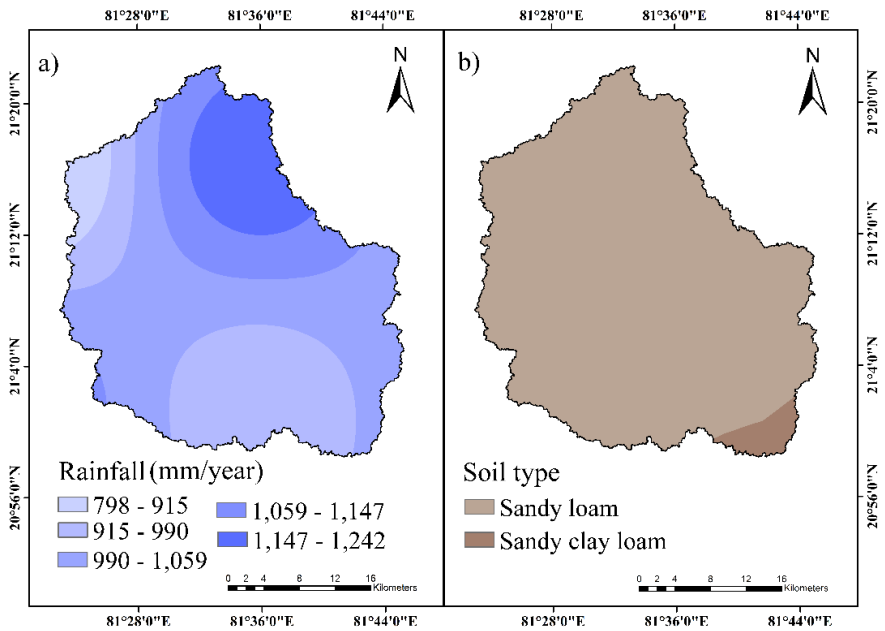 81°28'0"E 81°36'0"E 81°44'0"E 81°28'0"E 81°36'0"E 81°44'0"E
a) N b) N
21°20'0"N 21°20'0"N
21°12'0"N 21°12'0"N
21°4'0"N 21°4'0"N
20°56'0"N 20°56'0"N
Rainfall (mm/year)
798 - 915
915 - 990
990 - 1,059
1,059 - 1,147
1,147 - 1,242
0 2 4 8 12 16
Kilometers
Soil type
Sandy loam
Sandy clay loam
0 2 4 8 12 16
Kilometers
81°28'0"E 81°36'0"E 81°44'0"E 81°28'0"E 81°36'0"E 81°44'0"E